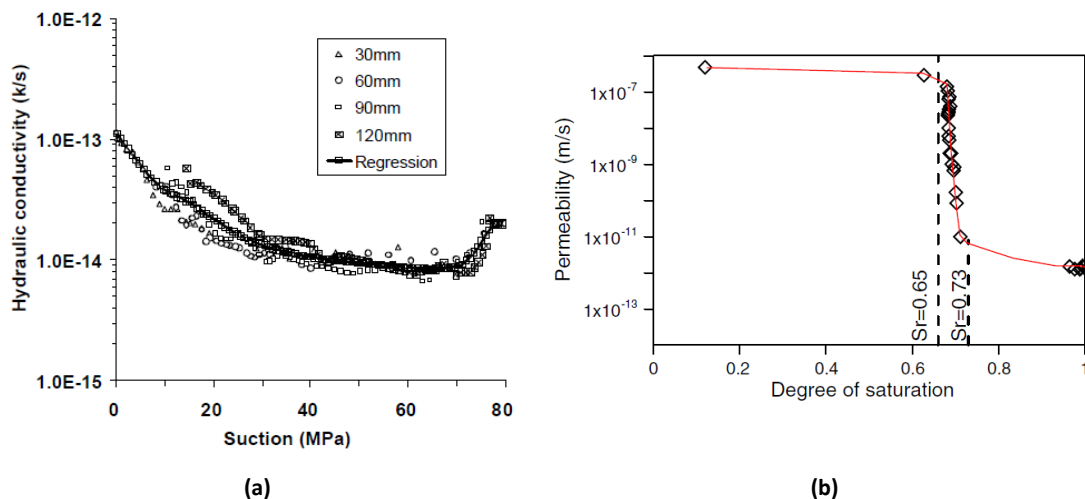 1.0E-12
1.0E-13
1.0E-14
1.0E-15
Hydraulic conductivity (k/s)
30mm
60mm
90mm
120mm
Regression
0 20 40 60 80
Suction (MPa)
(a)
1x10-7
1x10-9
1x10-11
1x10-13
Permeability (m/s)
Sr=0.65
Sr=0.73
0 0.2 0.4 0.6 0.8 1
Degree of saturation
(b)